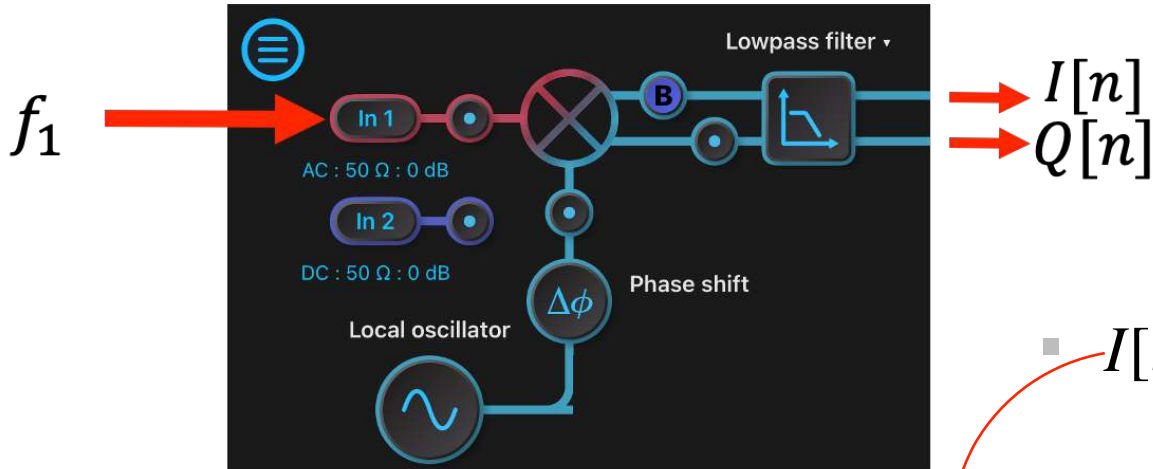 Lowpass filter ▾
f₁
In 1
B
I[n]
Q[n]
AC : 50 Ω : 0 dB
In 2
DC : 50 Ω : 0 dB
Δϕ
Phase shift
Local oscillator
I[